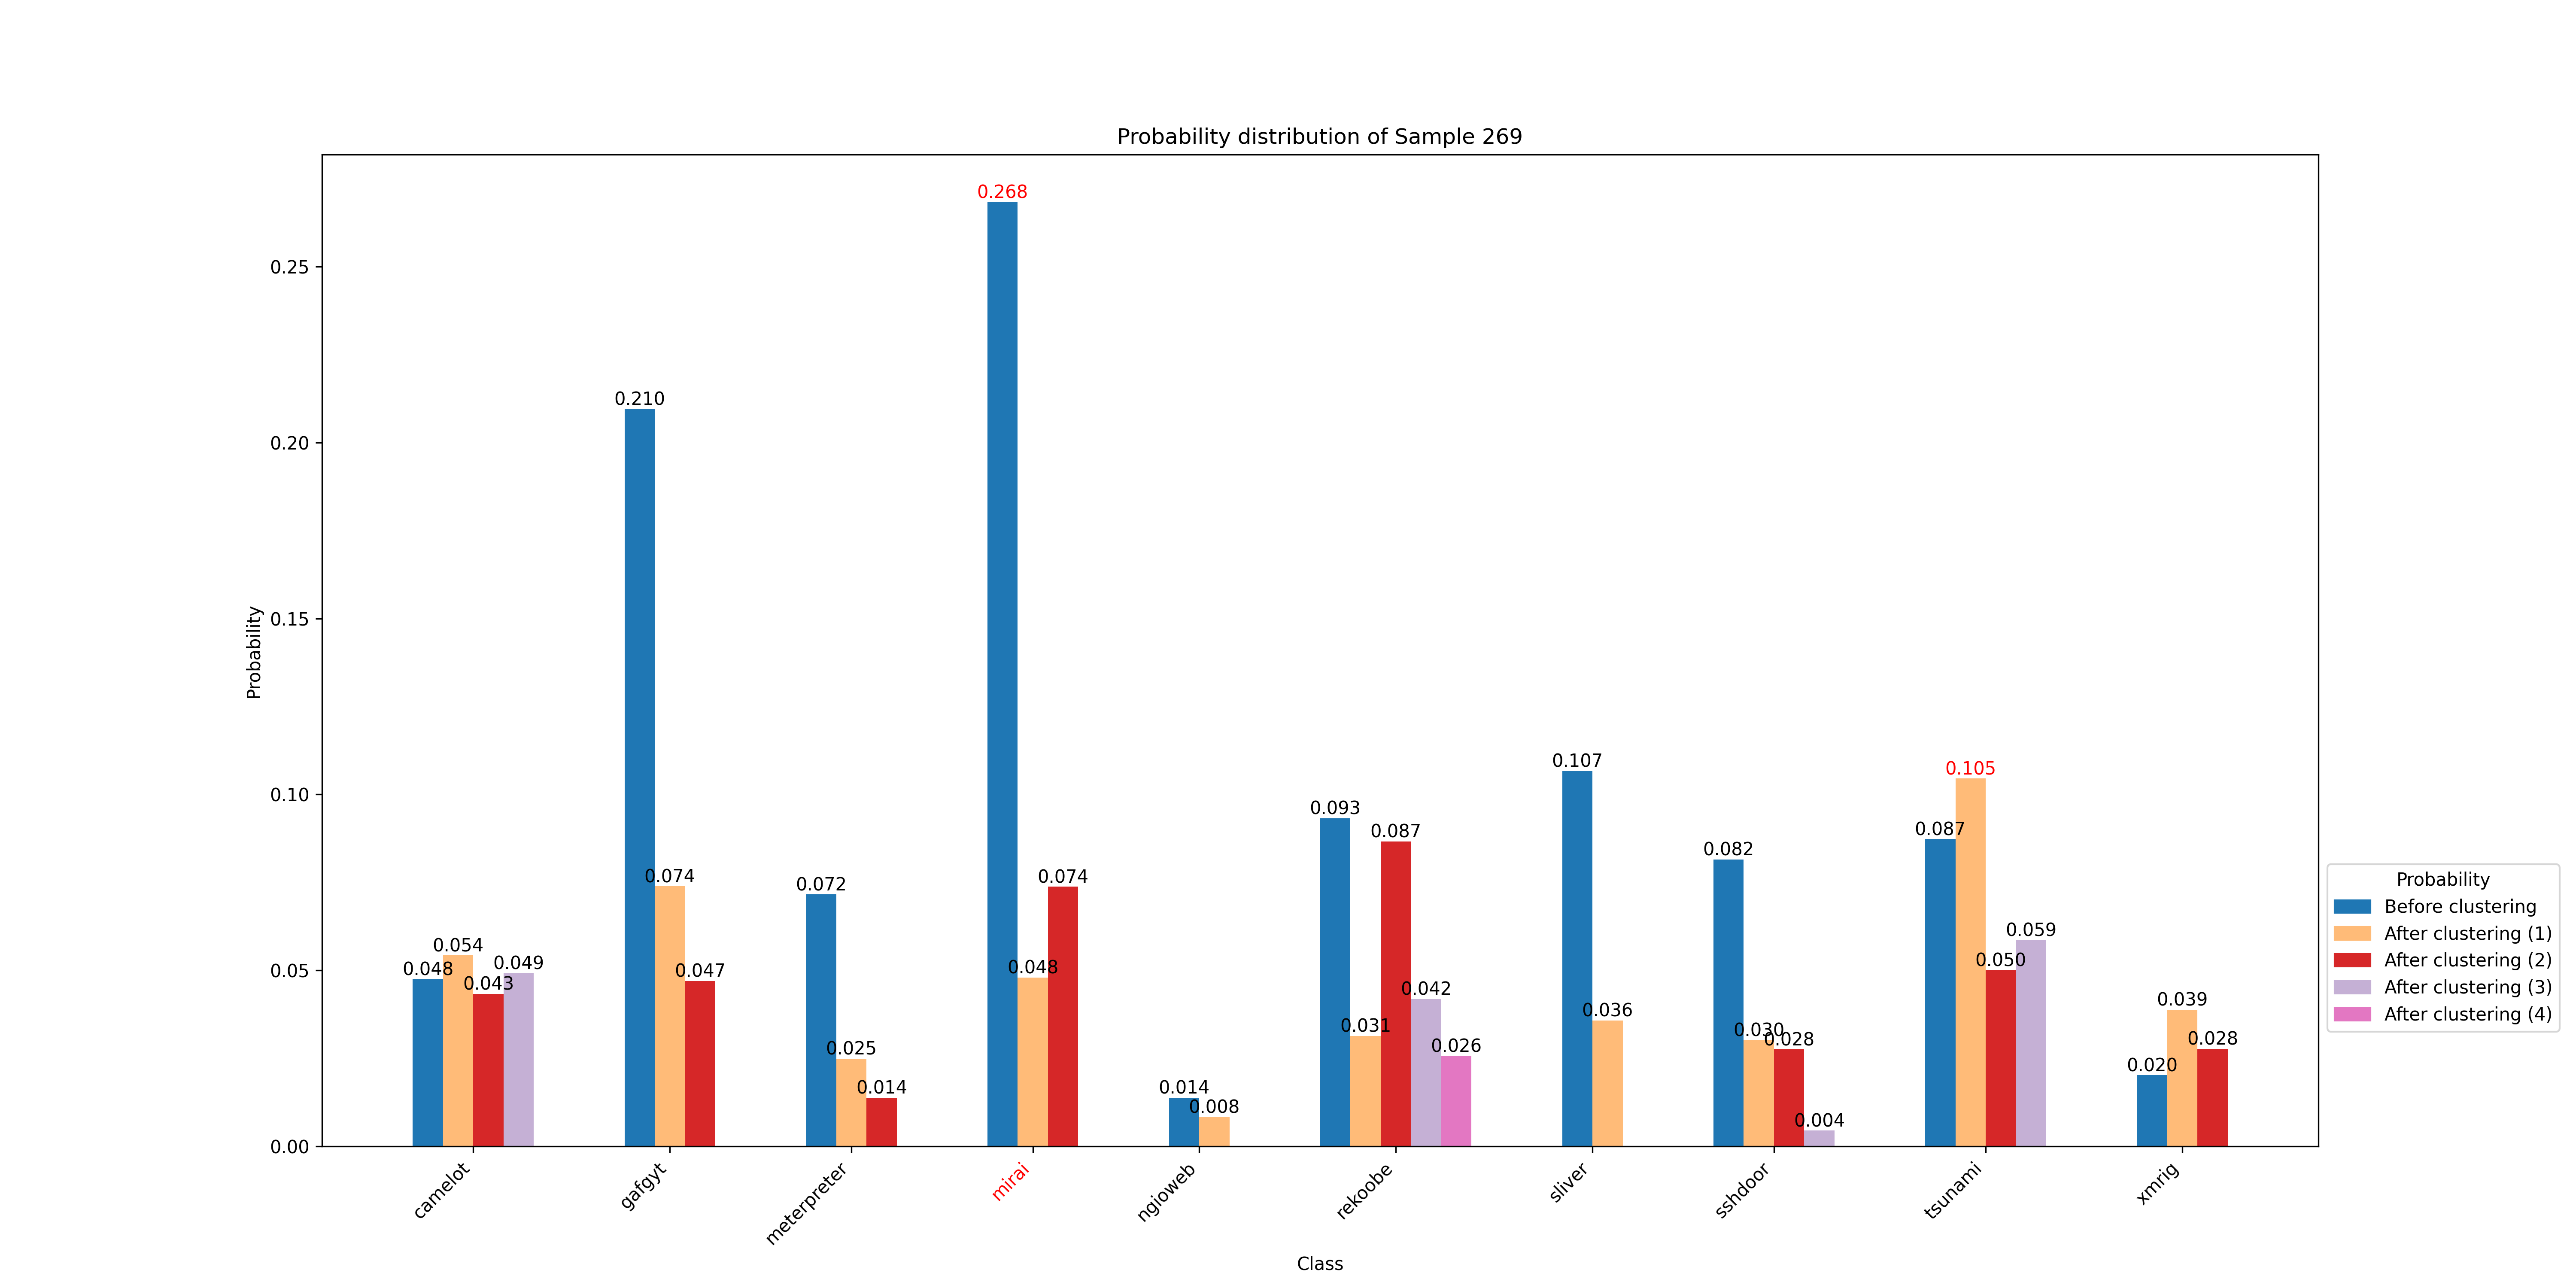 Probability distribution of Sample 269
Probability
0.25
0.20
0.15
0.10
0.05
0.00
0.048
0.054
0.043
0.049
0.210
0.074
0.047
0.072
0.025
0.014
0.268
0.048
0.074
0.014
0.008
0.093
0.031
0.087
0.042
0.026
0.107
0.036
0.082
0.030
0.028
0.004
0.087
0.105
0.050
0.059
0.020
0.039
0.028
camelot
gafgyt
meterpreter
mirai
ngioweb
rekoobe
sliver
sshdoor
tsunami
xmrig
Class
Probability
Before clustering
After clustering (1)
After clustering (2)
After clustering (3)
After clustering (4)